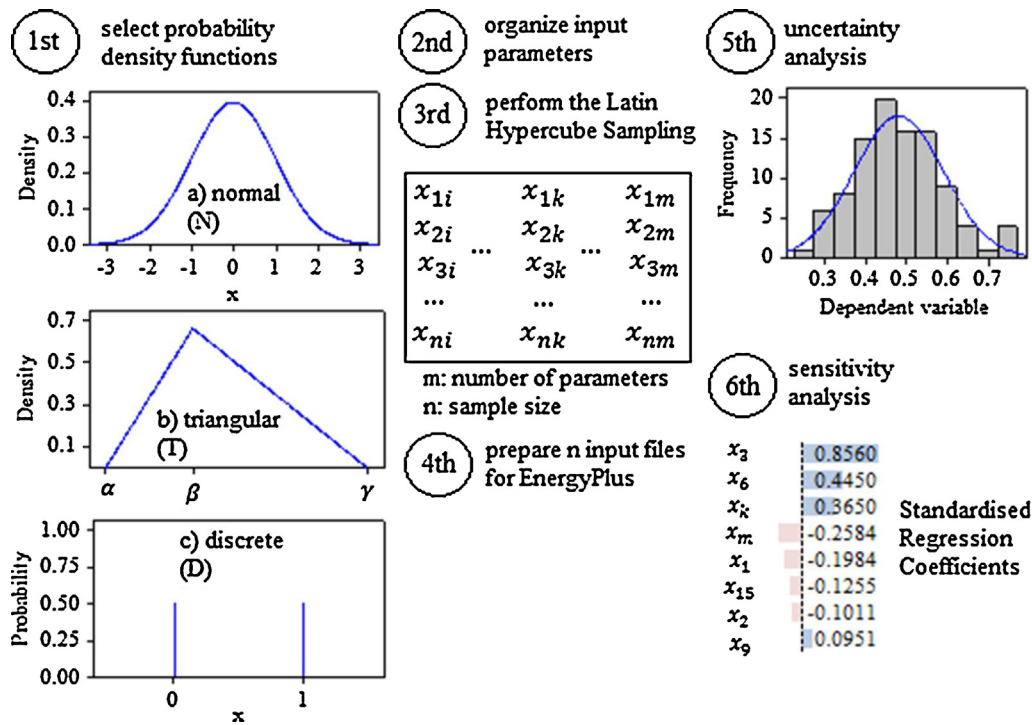 1st
select probability
density functions
0.4
0.3
0.2
0.1
0.0
Density
a) normal
(N)
-3 -2 -1 0 1 2 3
x
0.7
0.5
0.3
0.1
Density
b) triangular
(T)
α β γ
1.00
0.75
0.50
0.25
0.00
Probability
c) discrete
(D)
0 1
x
2nd
organize input
parameters
3rd
perform the Latin
Hypercube Sampling
x1i x1k x1m
x2i ... x2k ... x2m
x3i x3k x3m
... ... ...
xni xnk xnm
m: number of parameters
n: sample size
4th
prepare n input files
for EnergyPlus
5th
uncertainty
analysis
20
15
10
5
0
Frequency
0.3 0.4 0.5 0.6 0.7
Dependent variable
6th
sensitivity
analysis
x3 0.8560
x6 0.4450
xk 0.3650
xm -0.2584
x1 -0.1984
x15 -0.1255
x2 -0.1011
x9 0.0951
Standardised
Regression
Coefficients